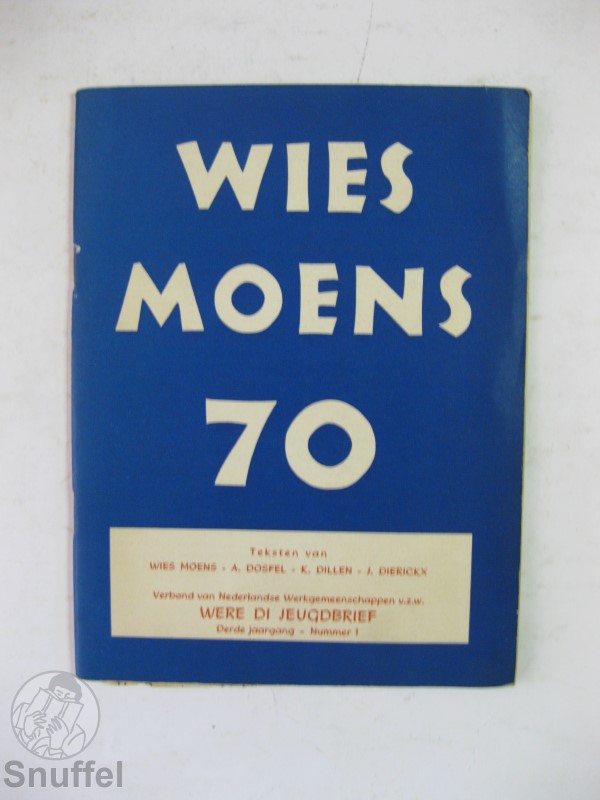 WIES
MOENS
70
Teksten van
WIES MOENS - A. DOSFEL - K. DILLEN - J. DIERICKX
Verbond van Nederlandse Werkgemeenschappen v.z.w.
WERE DI JEUGDBRIEF
Derde jaargang - Nummer 1
Snuffel